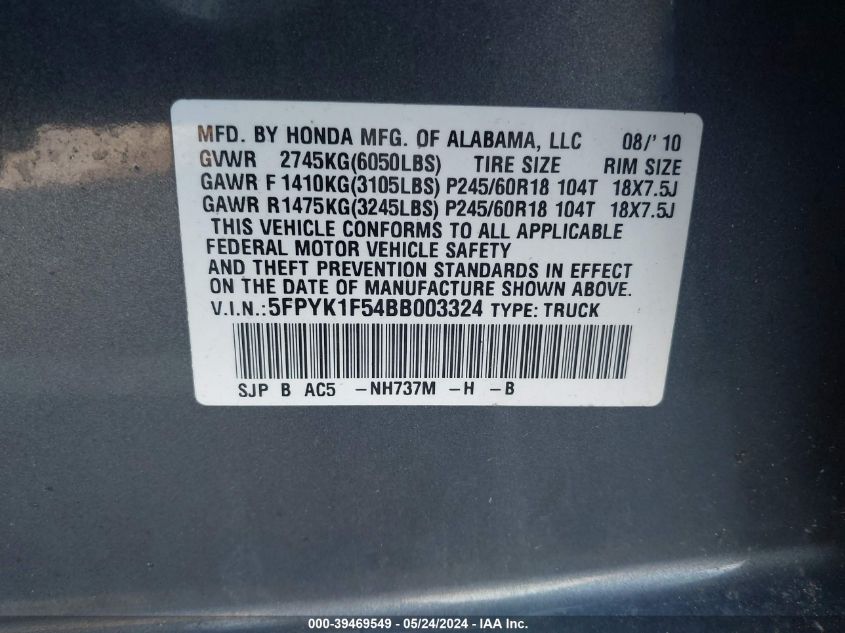 MFD. BY HONDA MFG. OF ALABAMA, LLC 08/'10
GVWR 2745KG(6050LBS) TIRE SIZE RIM SIZE
GAWR F 1410KG(3105LBS) P245/60R18 104T 18X7.5J
GAWR R1475KG(3245LBS) P245/60R18 104T 18X7.5J
THIS VEHICLE CONFORMS TO ALL APPLICABLE
FEDERAL MOTOR VEHICLE SAFETY
AND THEFT PREVENTION STANDARDS IN EFFECT
ON THE DATE OF MANUFACTURE SHOWN ABOVE.
V.I.N.:5FPYK1F54BB003324 TYPE: TRUCK
SJP B AC5 -NH737M -H -B
000-39469549 - 05/24/2024 - IAA Inc.